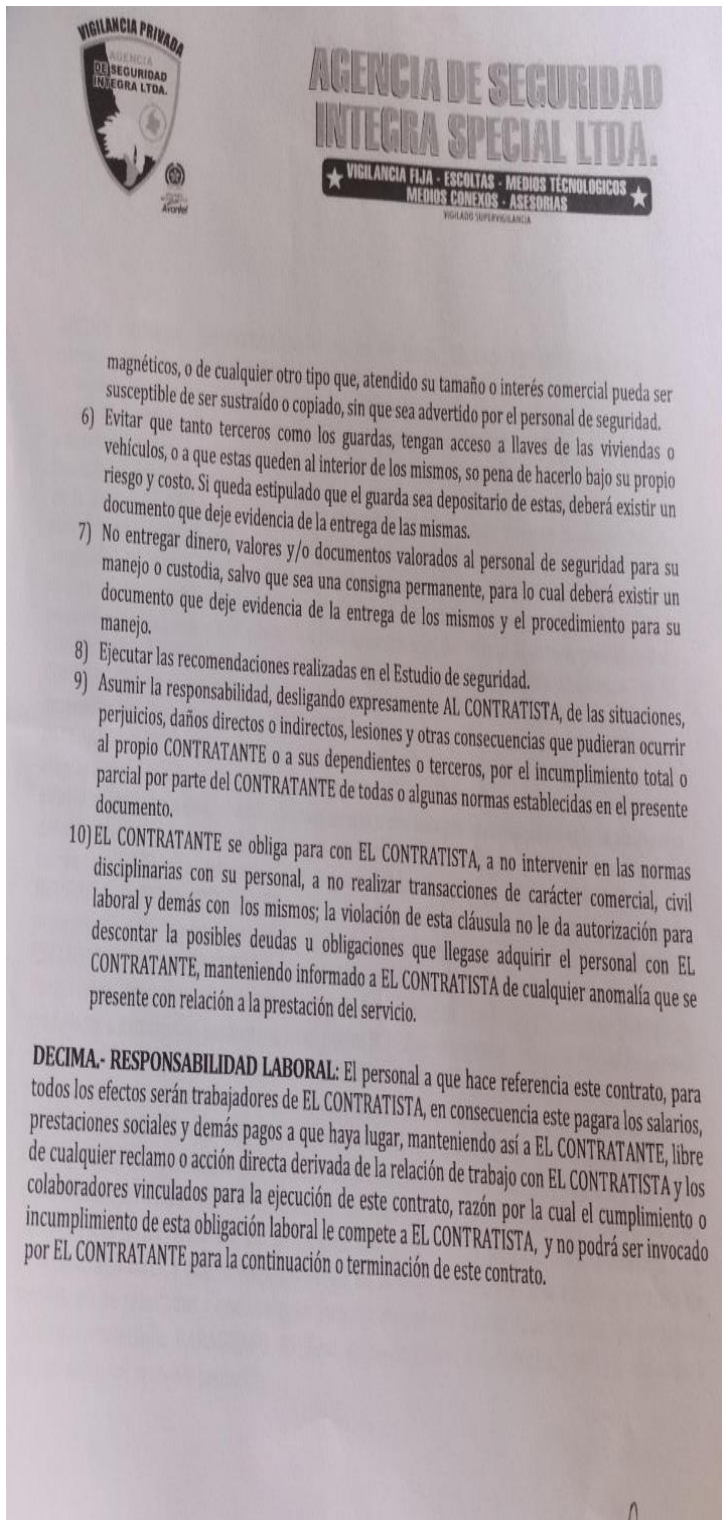 VIGILANCIA PRIVADA
AGENCIA
DE SEGURIDAD
INTEGRA LTDA.
Avantel
AGENCIA DE SEGURIDAD
INTEGRA SPECIAL LTDA.
VIGILANCIA FIJA - ESCOLTAS - MEDIOS TÉCNOLOGICOS
MEDIOS CONEXOS - ASESORIAS
VIGILADO SUPERVIGILANCIA
magnéticos, o de cualquier otro tipo que, atendido su tamaño o interés comercial pueda ser
susceptible de ser sustraído o copiado, sin que sea advertido por el personal de seguridad.
6) Evitar que tanto terceros como los guardas, tengan acceso a llaves de las viviendas o
vehículos, o a que estas queden al interior de los mismos, so pena de hacerlo bajo su propio
riesgo y costo. Si queda estipulado que el guarda sea depositario de estas, deberá existir un
documento que deje evidencia de la entrega de las mismas.
7) No entregar dinero, valores y/o documentos valorados al personal de seguridad para su
manejo o custodia, salvo que sea una consigna permanente, para lo cual deberá existir un
documento que deje evidencia de la entrega de los mismos y el procedimiento para su
manejo.
8) Ejecutar las recomendaciones realizadas en el Estudio de seguridad.
9) Asumir la responsabilidad, desligando expresamente AL CONTRATISTA, de las situaciones,
perjuicios, daños directos o indirectos, lesiones y otras consecuencias que pudieran ocurrir
al propio CONTRATANTE o a sus dependientes o terceros, por el incumplimiento total o
parcial por parte del CONTRATANTE de todas o algunas normas establecidas en el presente
documento.
10)EL CONTRATANTE se obliga para con EL CONTRATISTA, a no intervenir en las normas
disciplinarias con su personal, a no realizar transacciones de carácter comercial, civil
laboral y demás con los mismos; la violación de esta cláusula no le da autorización para
descontar la posibles deudas u obligaciones que llegase adquirir el personal con EL
CONTRATANTE, manteniendo informado a EL CONTRATISTA de cualquier anomalía que se
presente con relación a la prestación del servicio.
DECIMA.- RESPONSABILIDAD LABORAL: El personal a que hace referencia este contrato, para
todos los efectos serán trabajadores de EL CONTRATISTA, en consecuencia este pagara los salarios,
prestaciones sociales y demás pagos a que haya lugar, manteniendo así a EL CONTRATANTE, libre
de cualquier reclamo o acción directa derivada de la relación de trabajo con EL CONTRATISTA y los
colaboradores vinculados para la ejecución de este contrato, razón por la cual el cumplimiento o
incumplimiento de esta obligación laboral le compete a EL CONTRATISTA, y no podrá ser invocado
por EL CONTRATANTE para la continuación o terminación de este contrato.